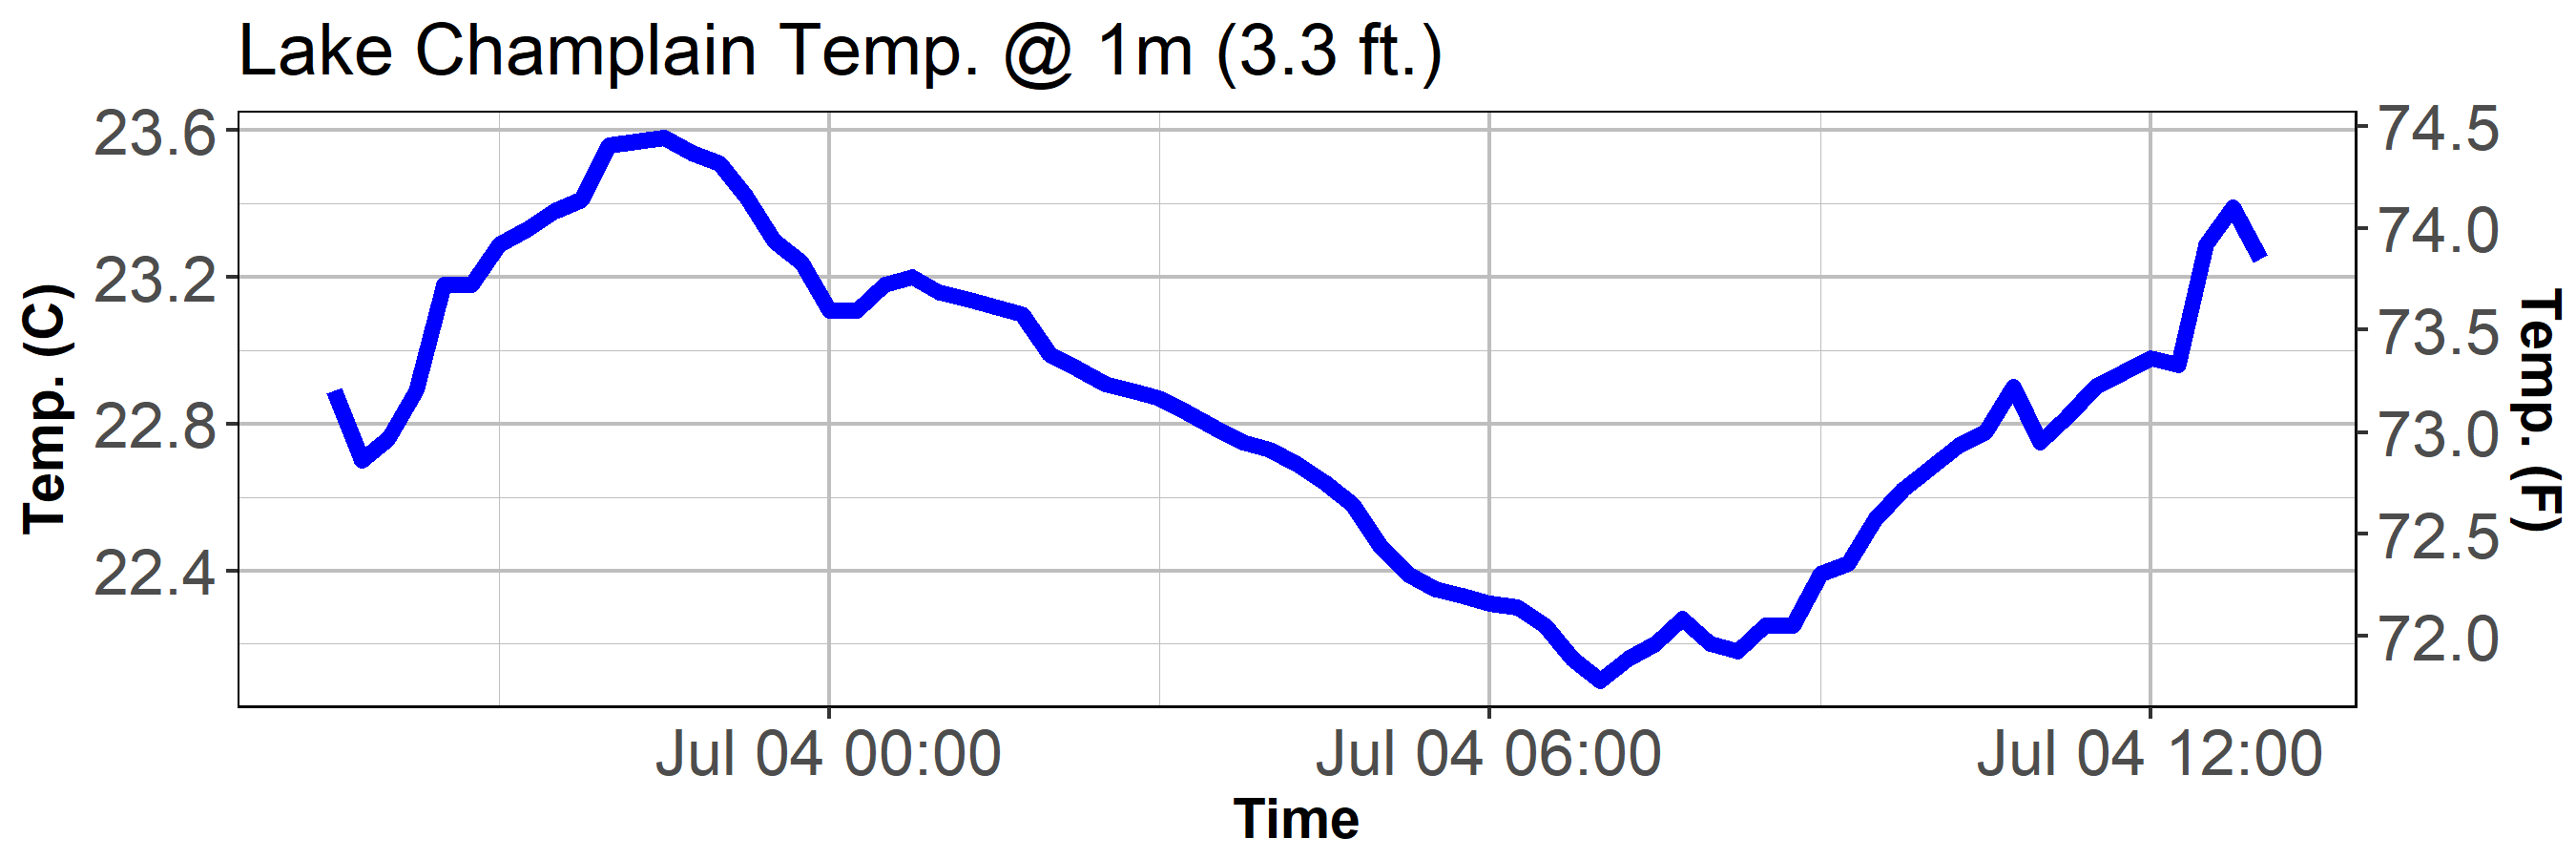 Lake Champlain Temp. @ 1m (3.3 ft.)
23.6
23.2
22.8
22.4
Temp. (C)
74.5
74.0
73.5
73.0
72.5
72.0
Temp. (F)
Jul 04 00:00
Jul 04 06:00
Jul 04 12:00
Time